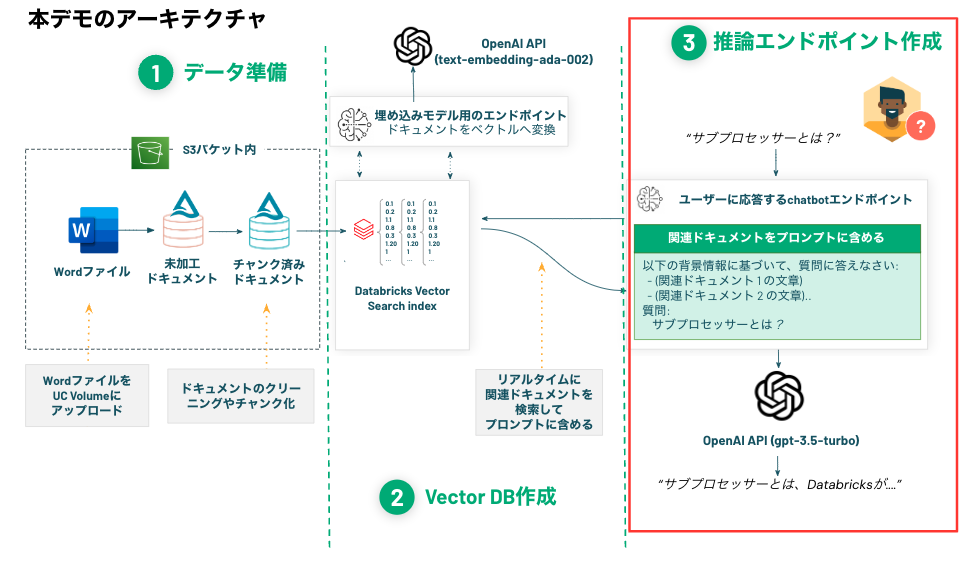 本デモのアーキテクチャ
1 データ準備
S3バケット内
W
Wordファイル
未加工
ドキュメント
チャンク済み
ドキュメント
Wordファイルを
UC Volumeに
アップロード
ドキュメントのクリー
ニングやチャンク化
OpenAI API
(text-embedding-ada-002)
埋め込みモデル用のエンドポイント
ドキュメントをベクトルへ変換
0.1 0.1 0.1
0.2 0.2 0.2
1.1 1.1 1.1
0.8 0.8 0.8
0.3 0.3 0.3
1.20 1.20 1.20
1 1 1
... ... ...
Databricks Vector
Search index
リアルタイムに
関連ドキュメントを
検索して
プロンプトに含める
2 Vector DB作成
3 推論エンドポイント作成
?
“サブプロセッサーとは？”
ユーザーに応答するchatbotエンドポイント
関連ドキュメントをプロンプトに含める
以下の背景情報に基づいて、質問に答えなさい:
- (関連ドキュメント 1 の文章)
- (関連ドキュメント 2 の文章)..
質問:
サブプロセッサーとは？
OpenAI API (gpt-3.5-turbo)
“サブプロセッサーとは、Databricksが....”